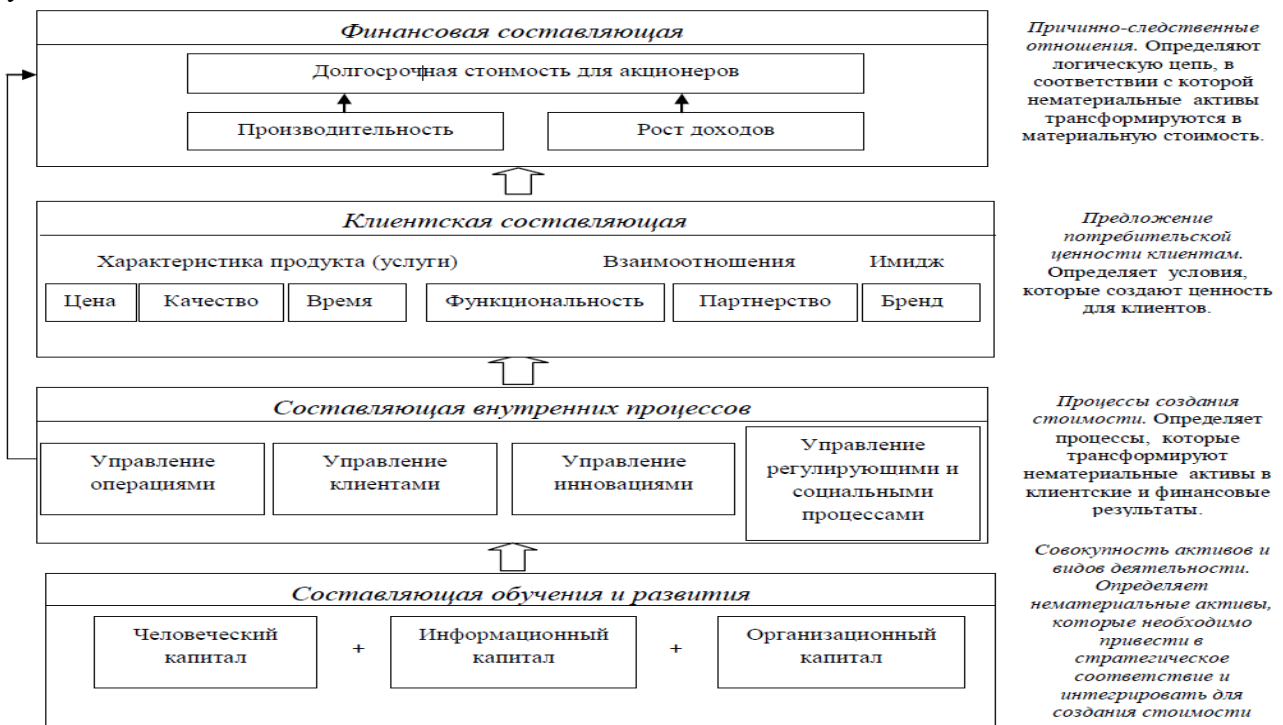 у
Финансовая составляющая
Долгосрочная стоимость для акционеров
Производительность
Рост доходов
Причинно-следственные
отношения. Определяют
логическую цепь, в
соответствии с которой
нематериальные активы
трансформируются в
материальную стоимость.
Клиентская составляющая
Характеристика продукта (услуги)
Взаимоотношения
Имидж
Цена
Качество
Время
Функциональность
Партнерство
Бренд
Предложение
потребительской
ценности клиентам.
Определяет условия,
которые создают ценность
для клиентов.
Составляющая внутренних процессов
Управление
операциями
Управление
клиентами
Управление
инновациями
Управление
регулирующими и
социальными
процессами
Процессы создания
стоимости. Определяет
процессы, которые
трансформируют
нематериальные активы в
клиентские и финансовые
результаты.
Составляющая обучения и развития
Человеческий
капитал
+
Информационный
капитал
+
Организационный
капитал
Совокупность активов и
видов деятельности.
Определяет
нематериальные активы,
которые необходимо
привести в
стратегическое
соответствие и
интегрировать для
создания стоимости